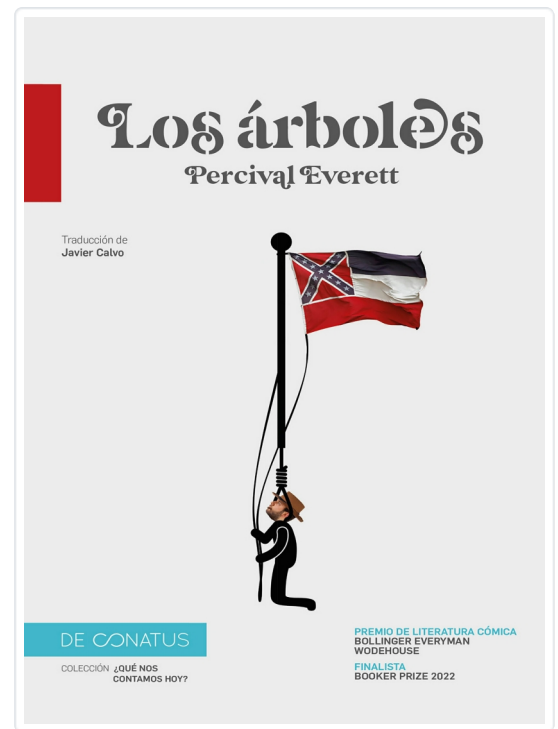 Los árboles
Percival Everett
Traducción de
Javier Calvo
DE CONATUS
COLECCIÓN ¿QUÉ NOS
CONTAMOS HOY?
PREMIO DE LITERATURA CÓMICA
BOLLINGER EVERYMAN
WODEHOUSE
FINALISTA
BOOKER PRIZE 2022